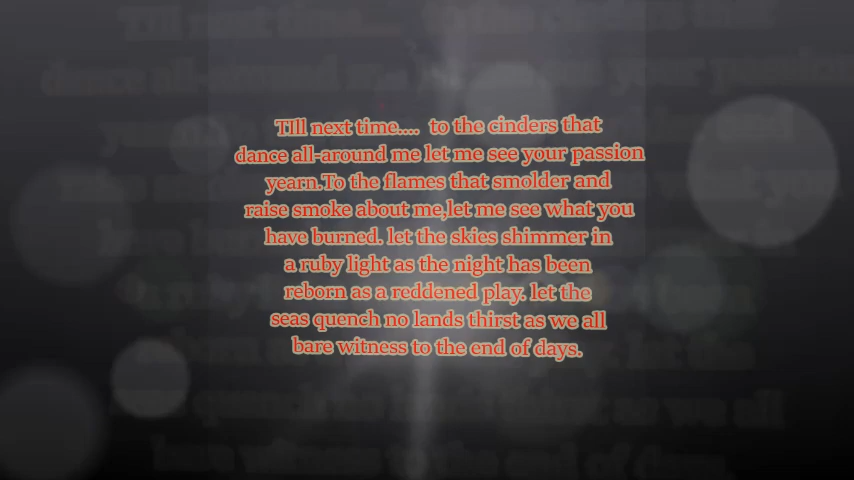 TIll next time.... to the cinders that
dance all-around me let me see your passion
yearn.To the flames that smolder and
raise smoke about me,let me see what you
have burned. let the skies shimmer in
a ruby light as the night has been
reborn as a reddened play. let the
seas quench no lands thirst as we all
bare witness to the end of days.